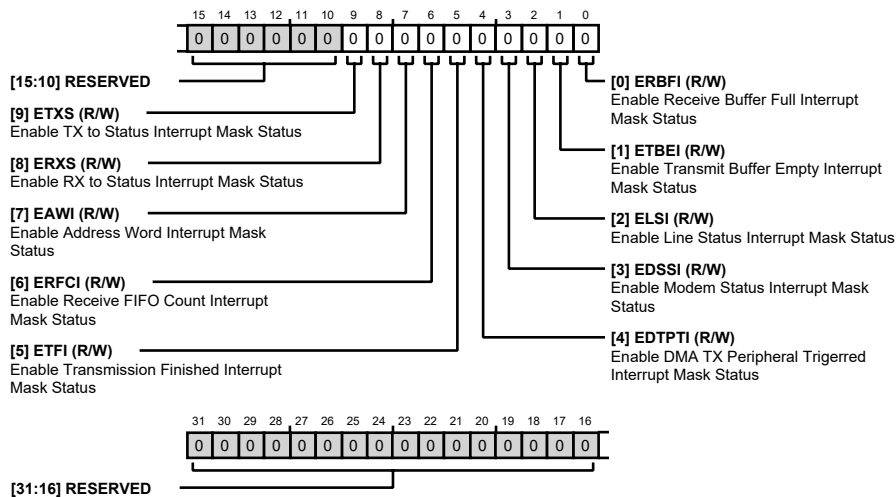 15 14 13 12 11 10 9 8 7 6 5 4 3 2 1 0
0 0 0 0 0 0 0 0 0 0 0 0 0 0 0 0
[15:10] RESERVED
[9] ETXS (R/W)
Enable TX to Status Interrupt Mask Status
[8] ERXS (R/W)
Enable RX to Status Interrupt Mask Status
[7] EAWI (R/W)
Enable Address Word Interrupt Mask
Status
[6] ERFCI (R/W)
Enable Receive FIFO Count Interrupt
Mask Status
[5] ETFI (R/W)
Enable Transmission Finished Interrupt
Mask Status
[0] ERBFI (R/W)
Enable Receive Buffer Full Interrupt
Mask Status
[1] ETBEI (R/W)
Enable Transmit Buffer Empty Interrupt
Mask Status
[2] ELSI (R/W)
Enable Line Status Interrupt Mask Status
[3] EDSSI (R/W)
Enable Modem Status Interrupt Mask
Status
[4] EDTPTI (R/W)
Enable DMA TX Peripheral Trigerred
Interrupt Mask Status
31 30 29 28 27 26 25 24 23 22 21 20 19 18 17 16
0 0 0 0 0 0 0 0 0 0 0 0 0 0 0 0
[31:16] RESERVED